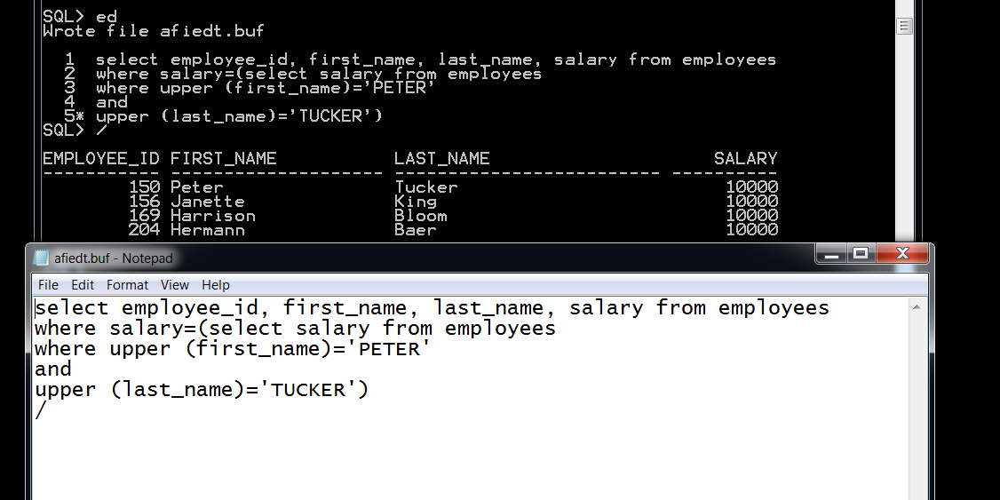 SQL> ed
Wrote file afiedt.buf
1 select employee_id, first_name, last_name, salary from employees
2 where salary=(select salary from employees
3 where upper (first_name)='PETER'
4 and
5* upper (last_name)='TUCKER')
SQL> /
EMPLOYEE_ID FIRST_NAME LAST_NAME SALARY
----------- -------------------- ------------------------- ----------
150 Peter Tucker 10000
156 Janette King 10000
169 Harrison Bloom 10000
204 Hermann Baer 10000
afiedt.buf - Notepad
File Edit Format View Help
select employee_id, first_name, last_name, salary from employees
where salary=(select salary from employees
where upper (first_name)='PETER'
and
upper (last_name)='TUCKER')
/